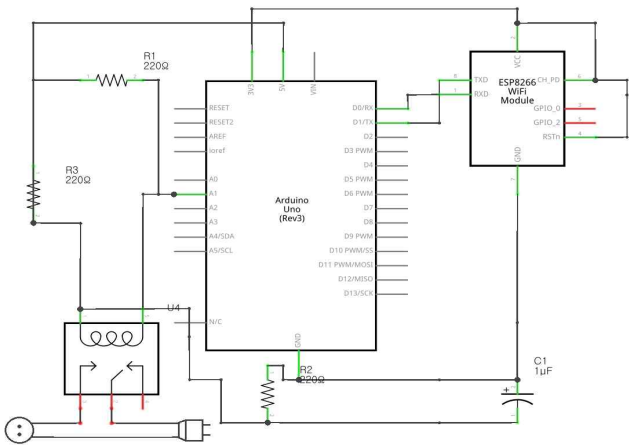 R1
220Ω
R3
220Ω
3V3
5V
VIN
RESET
RESET2
AREF
ioref
A0
A1
A2
A3
A4/SDA
A5/SCL
N/C
Arduino
Uno
(Rev3)
D0/RX
D1/TX
D2
D3 PWM
D4
D5 PWM
D6 PWM
D7
D8
D9 PWM
D10 PWM/SS
D11 PWM/MOSI
D12/MISO
D13/SCK
GND
VCC
TXD
RXD
ESP8266
WiFi
Module
CH_PD
GPIO_0
GPIO_2
RSTn
GND
U4
R2
220Ω
C1
1µF
+